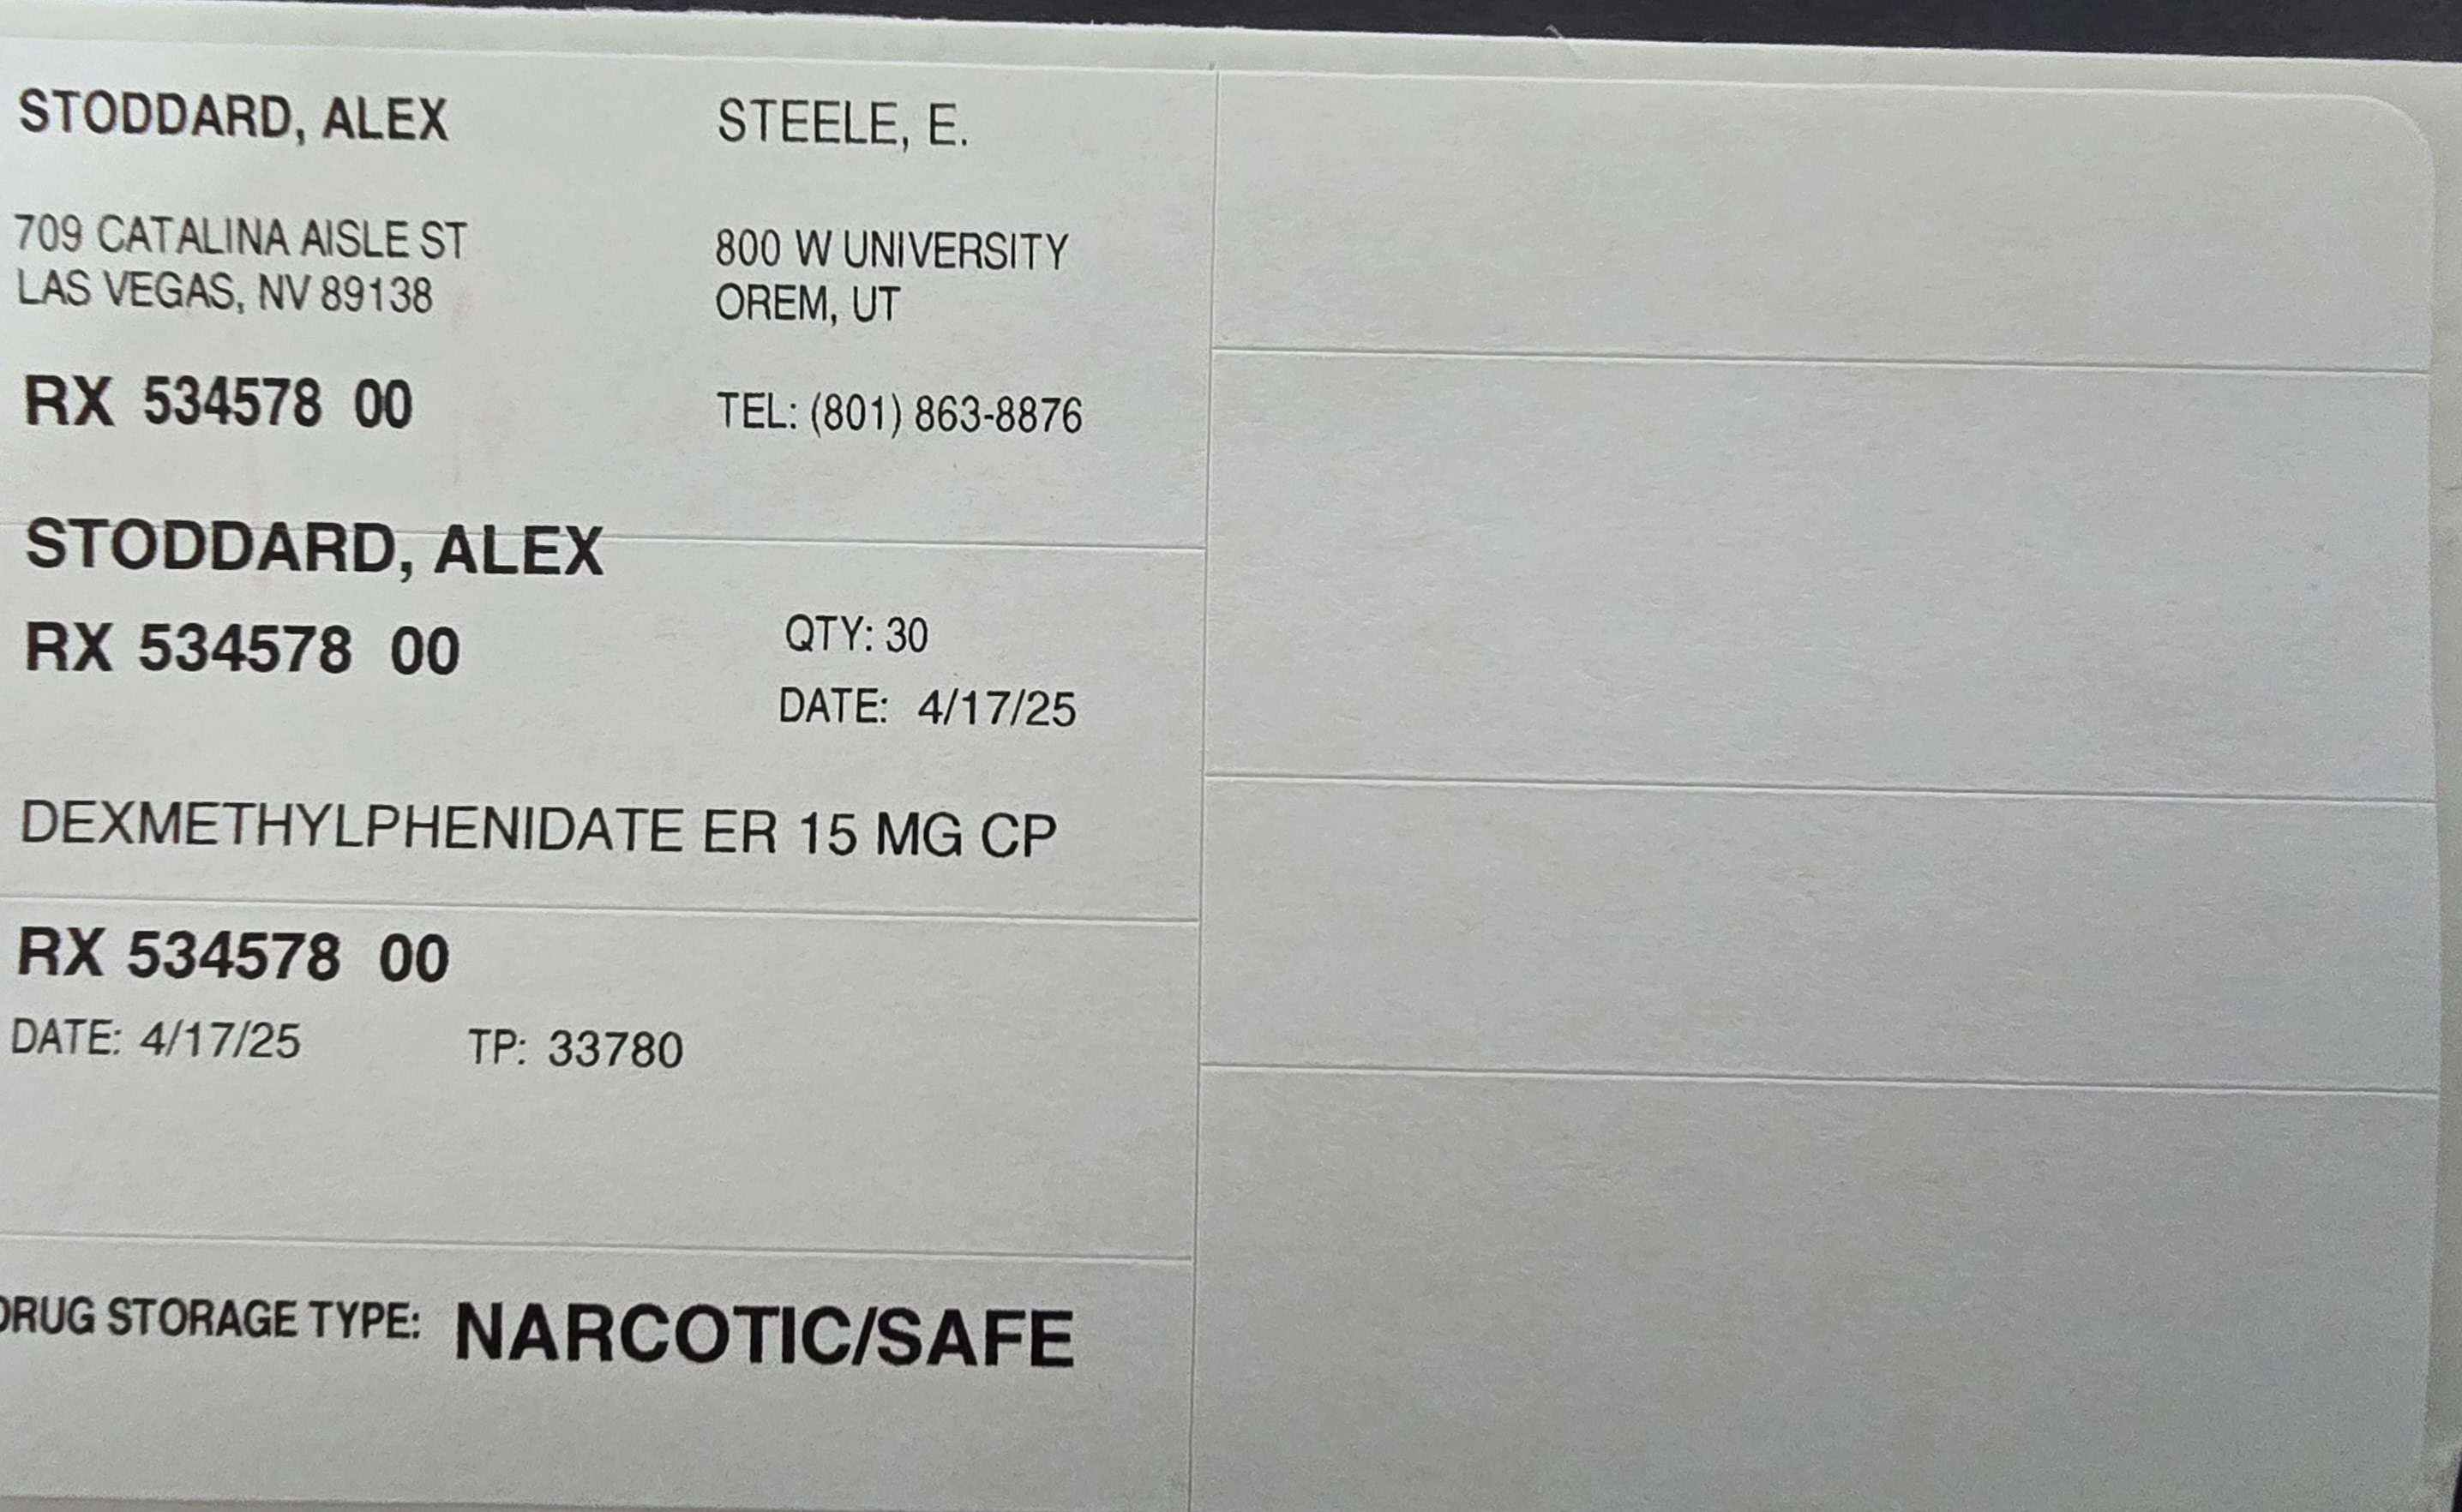 STODDARD, ALEX
STEELE, E.
709 CATALINA AISLE ST
LAS VEGAS, NV 89138
800 W UNIVERSITY
OREM, UT
RX 534578 00
TEL: (801) 863-8876
STODDARD, ALEX
RX 534578 00
QTY: 30
DATE: 4/17/25
DEXMETHYLPHENIDATE ER 15 MG CP
RX 534578 00
DATE: 4/17/25 TP: 33780
DRUG STORAGE TYPE: NARCOTIC/SAFE